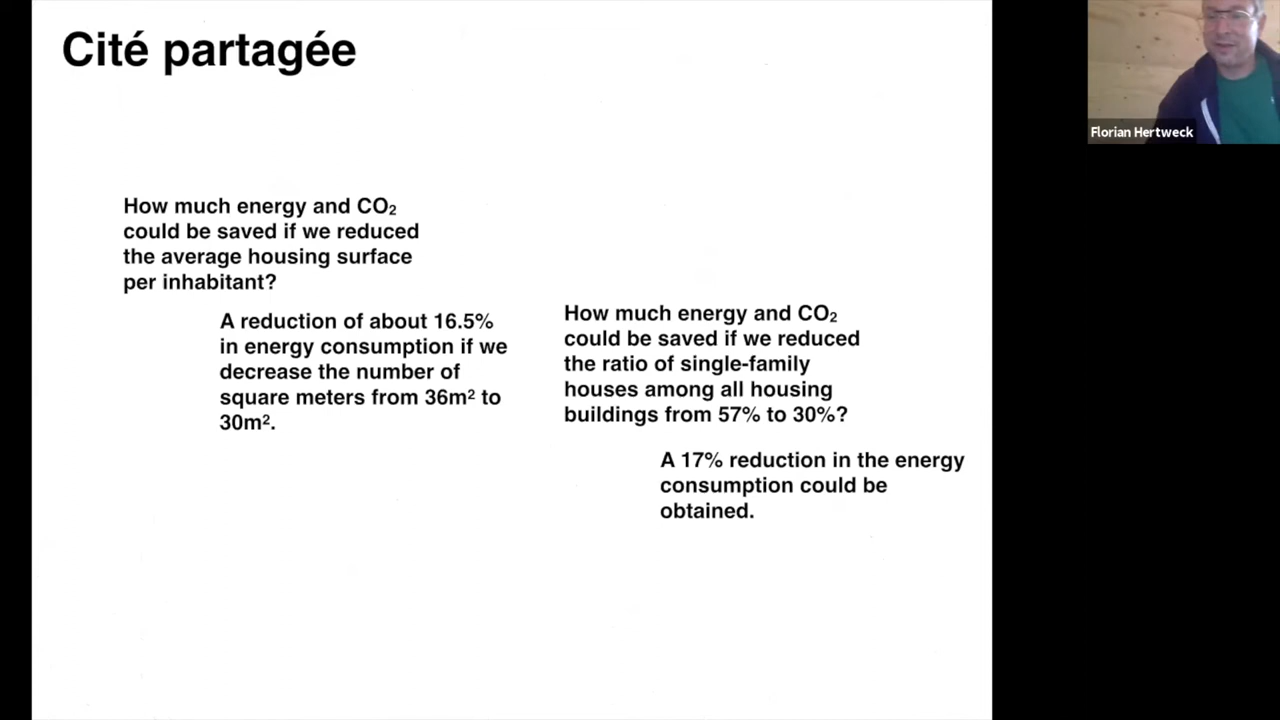 Cité partagée
How much energy and CO₂
could be saved if we reduced
the average housing surface
per inhabitant?
A reduction of about 16.5%
in energy consumption if we
decrease the number of
square meters from 36m² to
30m².
How much energy and CO₂
could be saved if we reduced
the ratio of single-family
houses among all housing
buildings from 57% to 30%?
A 17% reduction in the energy
consumption could be
obtained.
Florian Hertweck